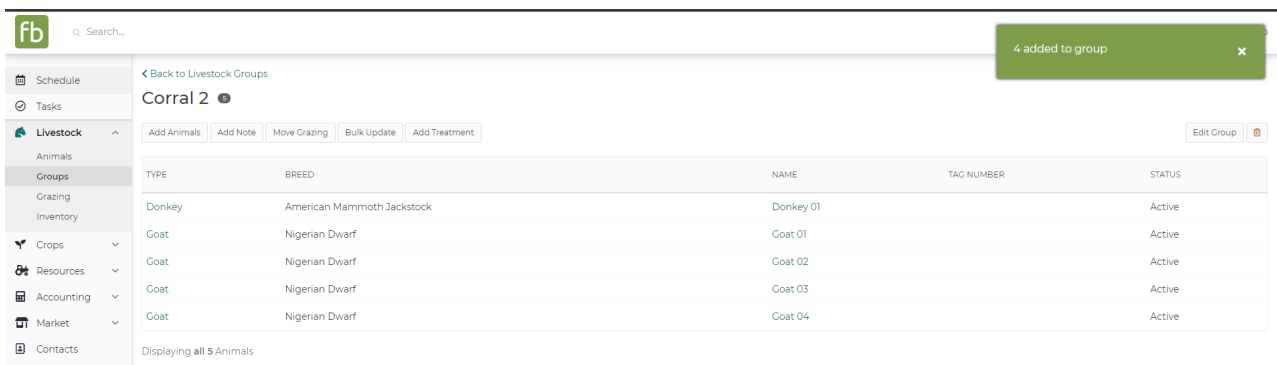 fb
Search...
4 added to group
×
Schedule
Tasks
Livestock
Animals
Groups
Grazing
Inventory
Crops
Resources
Accounting
Market
Contacts
Back to Livestock Groups
Corral 2 5
Add Animals Add Note Move Grazing Bulk Update Add Treatment Edit Group
TYPE BREED NAME TAG NUMBER STATUS
Donkey American Mammoth Jackstock Donkey 01 Active
Goat Nigerian Dwarf Goat 01 Active
Goat Nigerian Dwarf Goat 02 Active
Goat Nigerian Dwarf Goat 03 Active
Goat Nigerian Dwarf Goat 04 Active
Displaying all 5 Animals